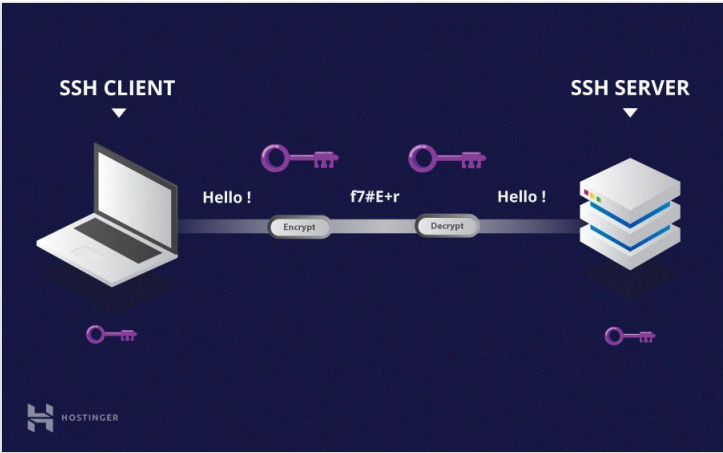 SSH CLIENT
SSH SERVER
Hello !
f7#E+r
Hello !
Encrypt
Decrypt
HOSTINGER